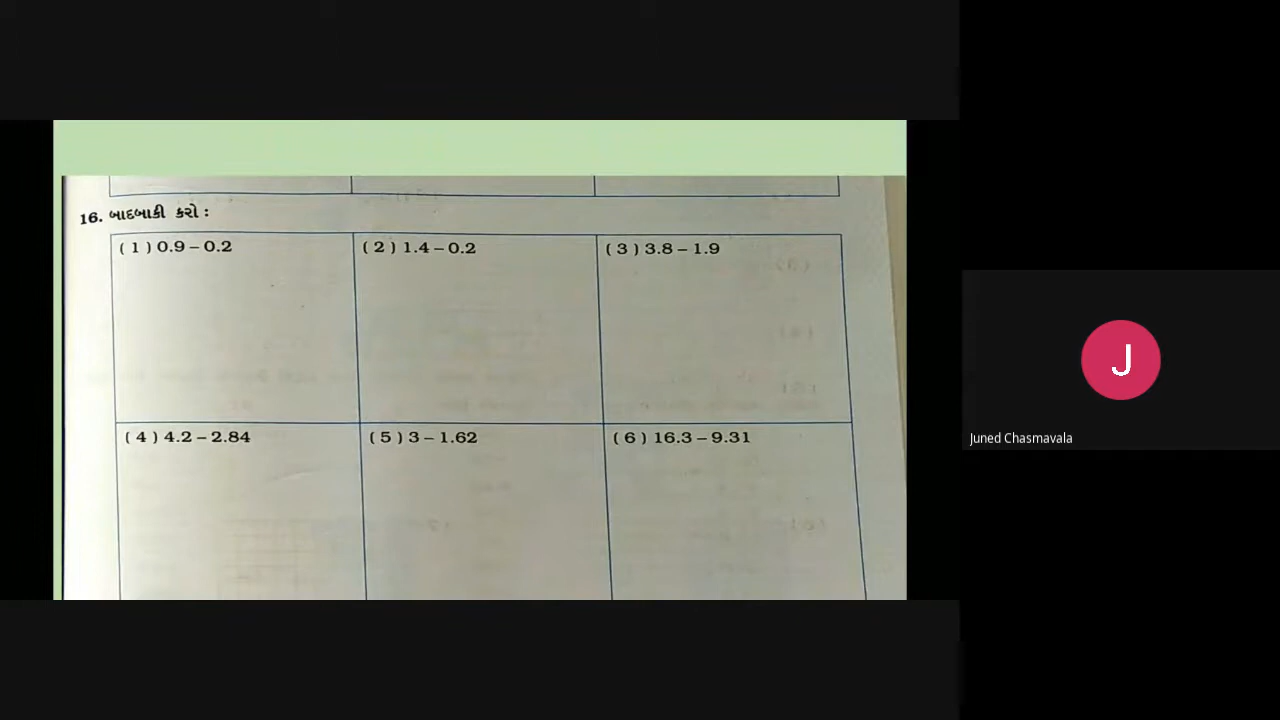 16. બાદબાકી કરો :
( 1 ) 0.9 – 0.2
( 2 ) 1.4 – 0.2
( 3 ) 3.8 – 1.9
( 4 ) 4.2 – 2.84
( 5 ) 3 – 1.62
( 6 ) 16.3 – 9.31
J
Juned Chasmavala